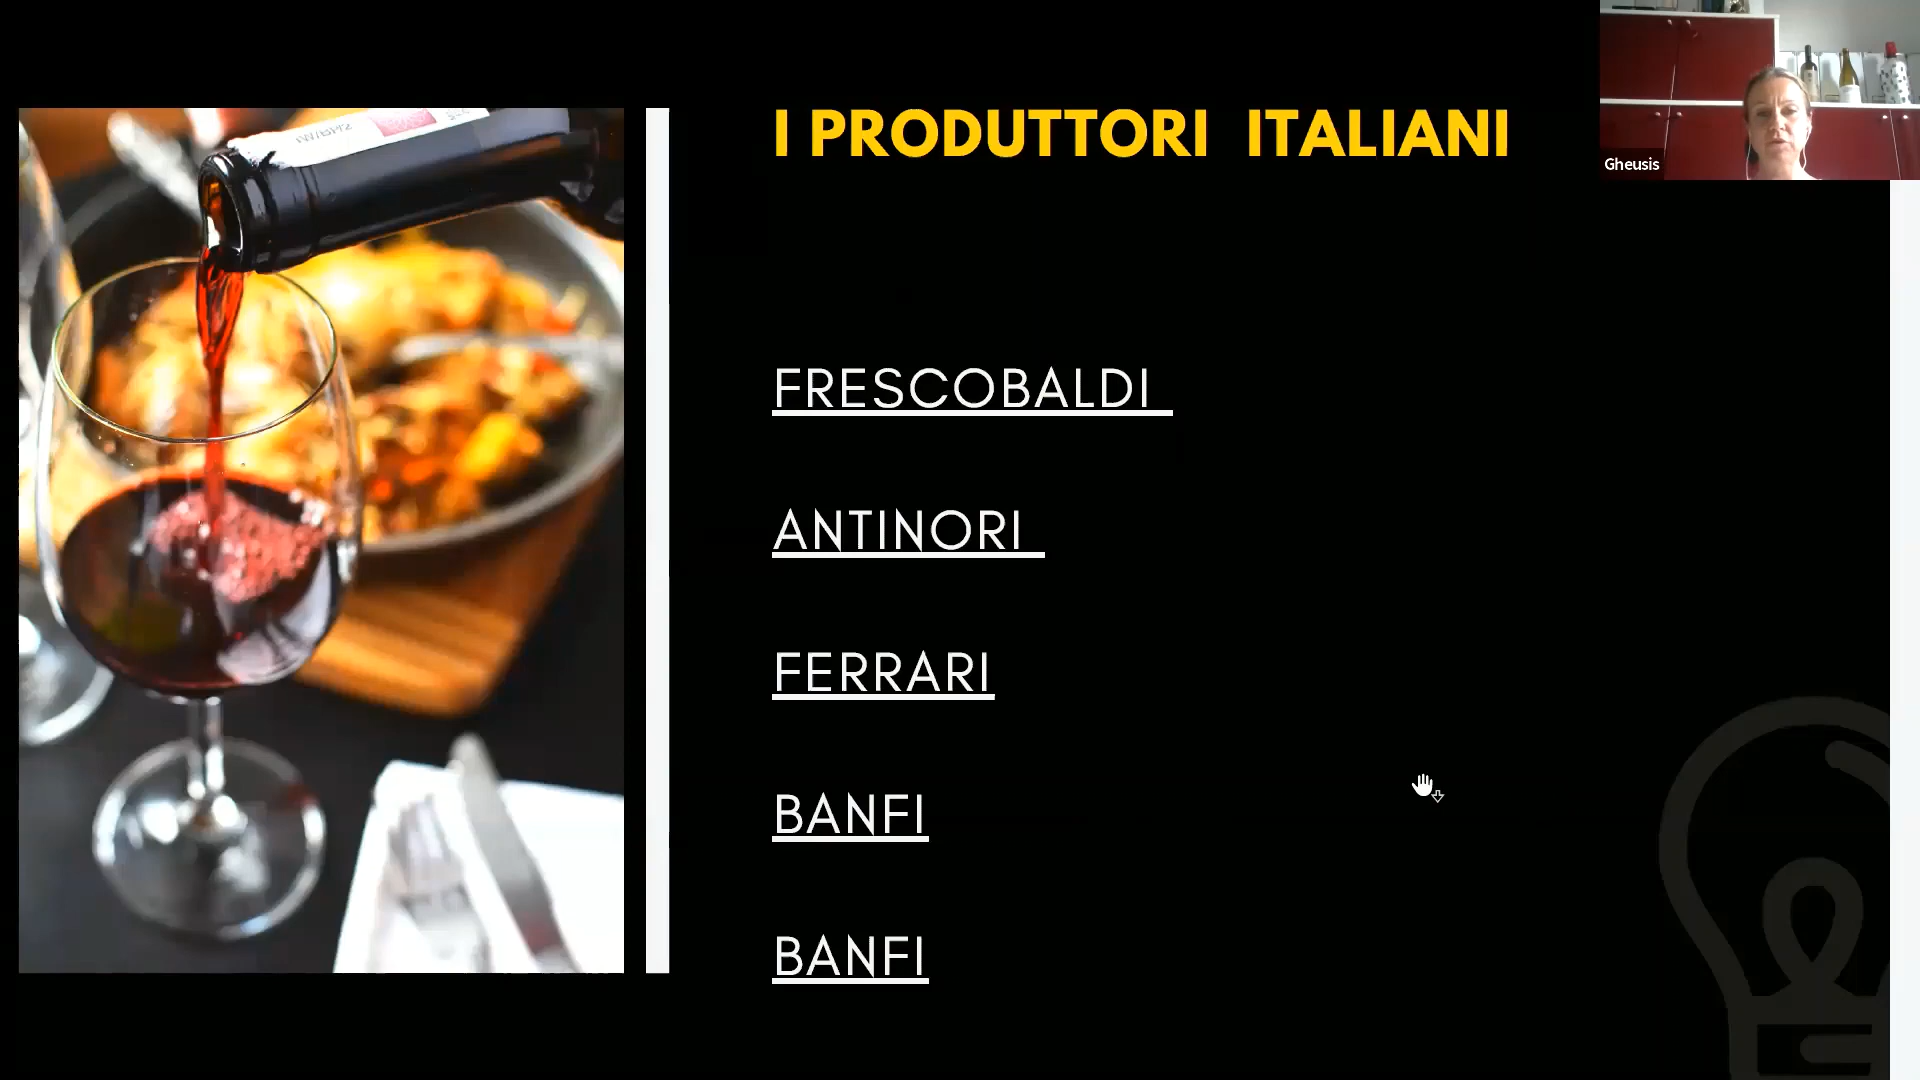 I PRODUTTORI ITALIANI
Gheusis
FRESCOBALDI
ANTINORI
FERRARI
BANFI
BANFI